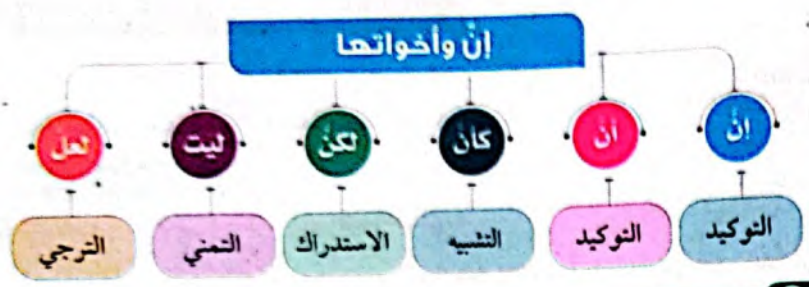 إنّ وأخواتها
إنّ أنّ كأنّ لكنّ ليت لعلّ
التوكيد التوكيد التشبيه الاستدراك التمني الترجي